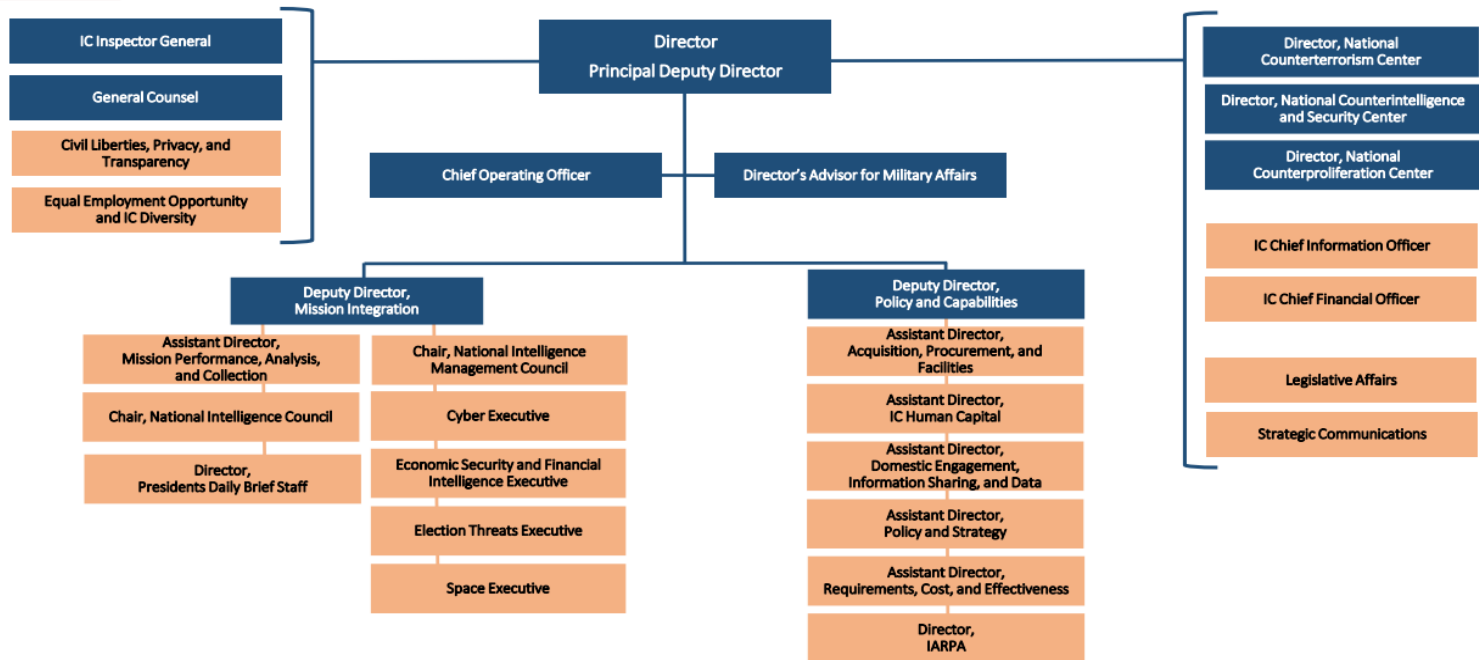 IC Inspector General
General Counsel
Civil Liberties, Privacy, and
Transparency
Equal Employment Opportunity
and IC Diversity
Director
Principal Deputy Director
Chief Operating Officer
Director's Advisor for Military Affairs
Director, National
Counterterrorism Center
Director, National Counterintelligence
and Security Center
Director, National
Counterproliferation Center
IC Chief Information Officer
IC Chief Financial Officer
Legislative Affairs
Strategic Communications
Deputy Director,
Mission Integration
Assistant Director,
Mission Performance, Analysis,
and Collection
Chair, National Intelligence Council
Director,
Presidents Daily Brief Staff
Chair, National Intelligence
Management Council
Cyber Executive
Economic Security and Financial
Intelligence Executive
Election Threats Executive
Space Executive
Deputy Director,
Policy and Capabilities
Assistant Director,
Acquisition, Procurement, and
Facilities
Assistant Director,
IC Human Capital
Assistant Director,
Domestic Engagement,
Information Sharing, and Data
Assistant Director,
Policy and Strategy
Assistant Director,
Requirements, Cost, and Effectiveness
Director,
IARPA